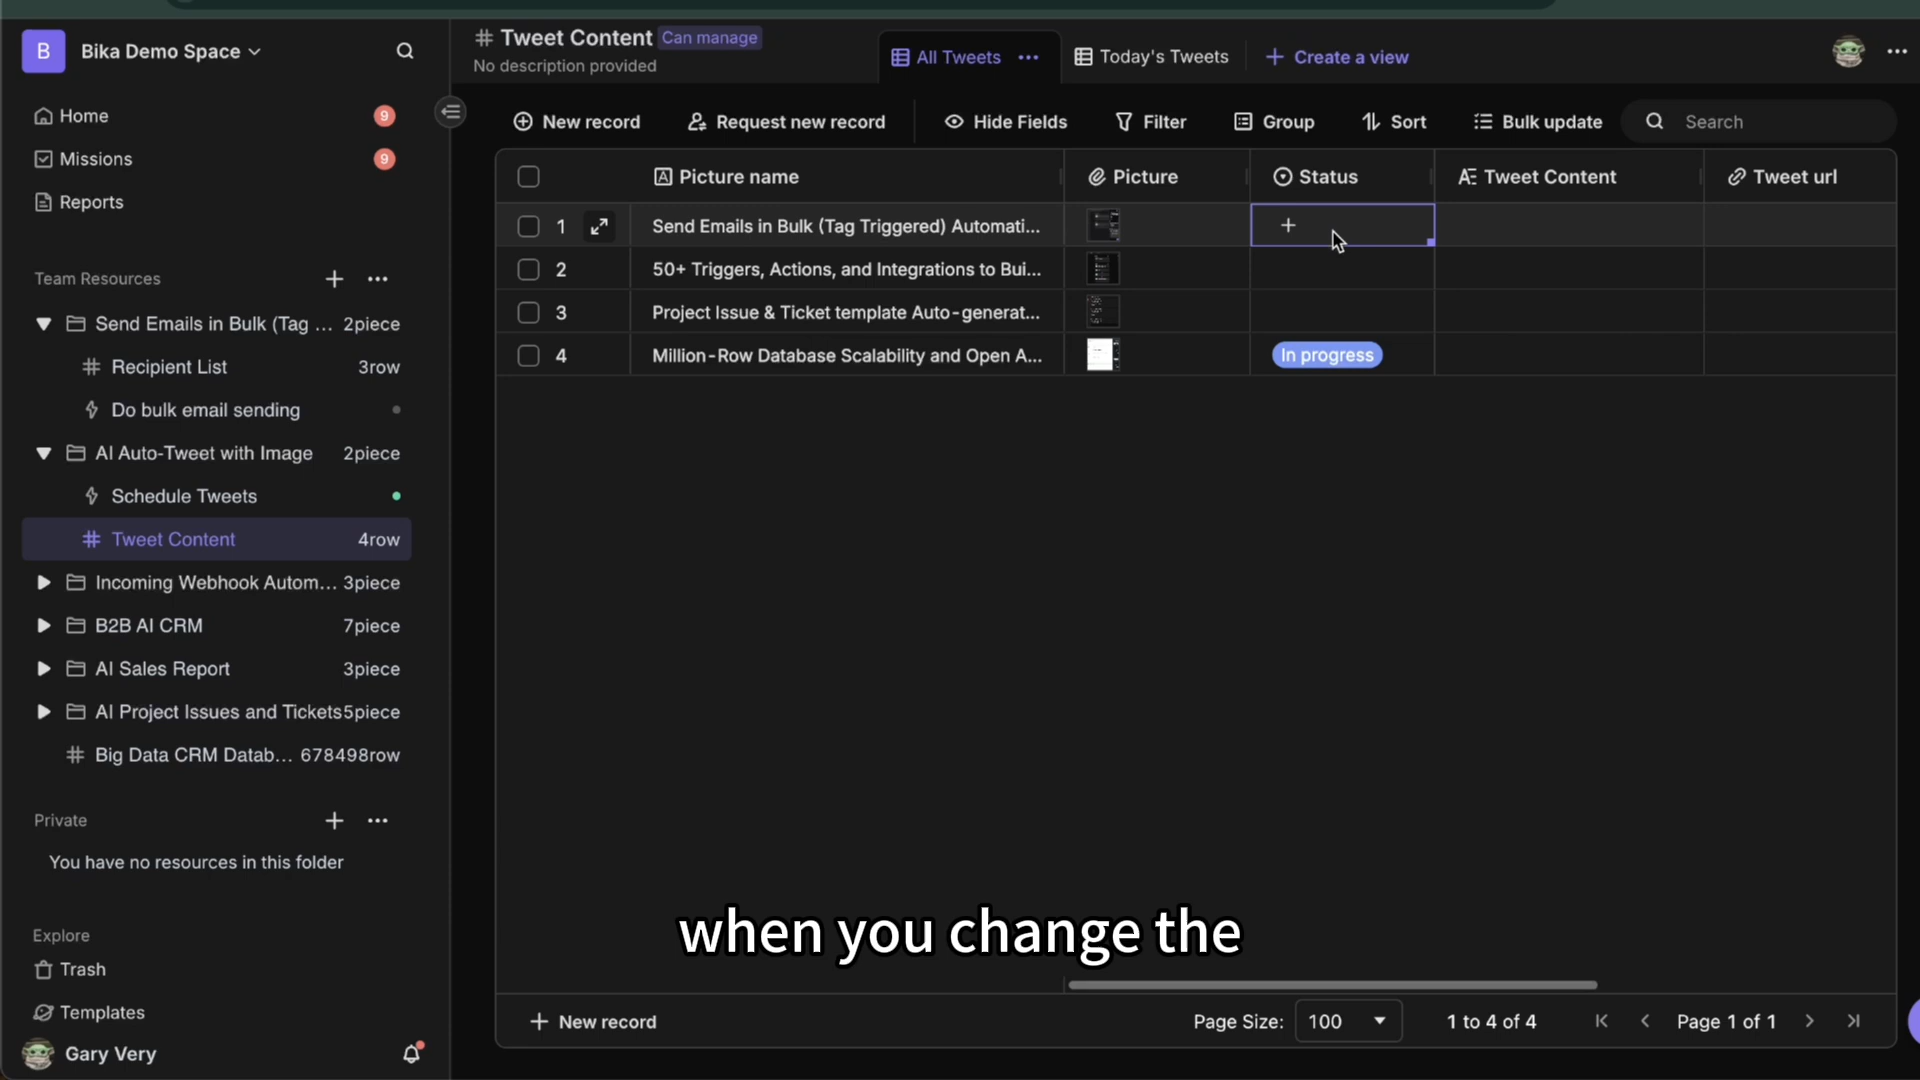 B Bika Demo Space
Home 9
Missions 9
Reports
Team Resources
Send Emails in Bulk (Tag ... 2piece
Recipient List 3row
Do bulk email sending
AI Auto-Tweet with Image 2piece
Schedule Tweets
Tweet Content 4row
Incoming Webhook Autom... 3piece
B2B AI CRM 7piece
AI Sales Report 3piece
AI Project Issues and Tickets 5piece
Big Data CRM Datab... 678498row
Private
You have no resources in this folder
Explore
Trash
Templates
Gary Very
Tweet Content Can manage
No description provided
All Tweets
Today's Tweets
Create a view
New record
Request new record
Hide Fields
Filter
Group
Sort
Bulk update
Search
Picture name Picture Status Tweet Content Tweet url
1 Send Emails in Bulk (Tag Triggered) Automati...
2 50+ Triggers, Actions, and Integrations to Bui...
3 Project Issue & Ticket template Auto-generat...
4 Million-Row Database Scalability and Open A... In progress
when you change the
New record
Page Size: 100
1 to 4 of 4
Page 1 of 1